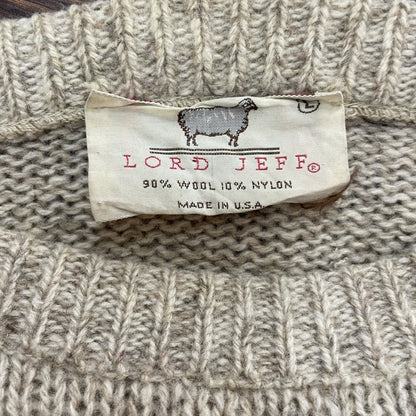 L
LORD JEFF®
90% WOOL 10% NYLON
MADE IN U.S.A.